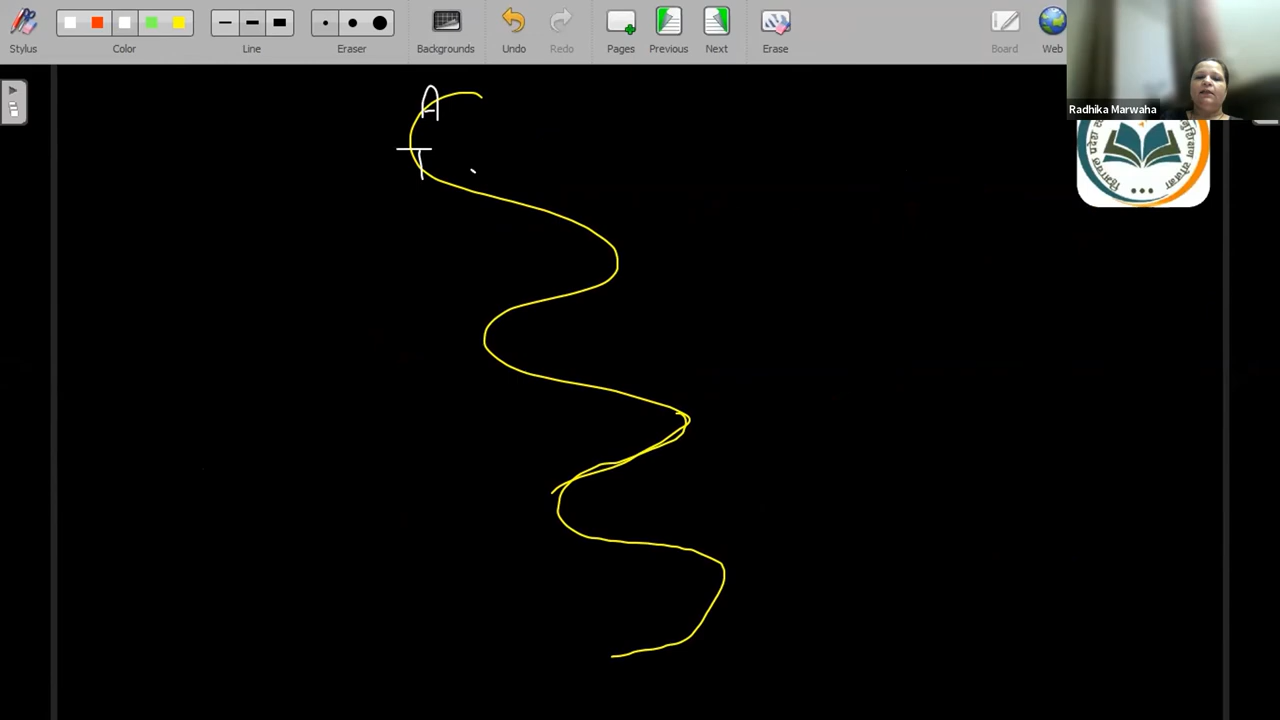 Stylus Color Line Eraser Backgrounds Undo Redo Pages Previous Next Erase Board Web
Radhika Marwaha
A
T